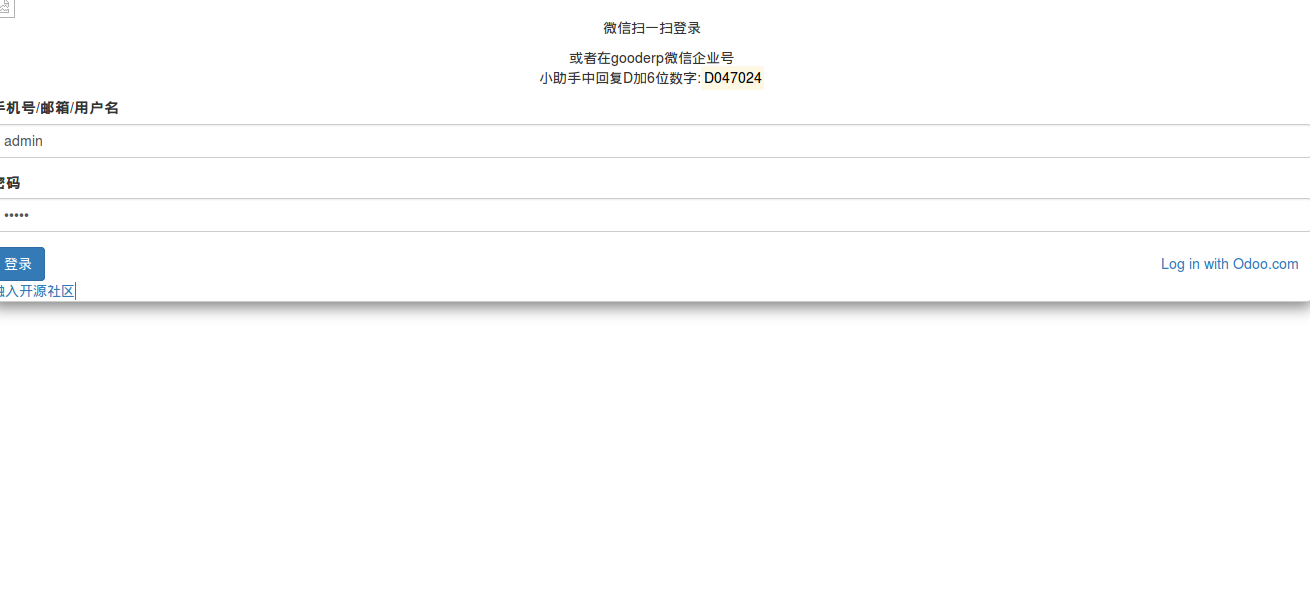 微信扫一扫登录
或者在gooderp微信企业号
小助手中回复D加6位数字: D047024
手机号/邮箱/用户名
admin
密码
•••••
登录
Log in with Odoo.com
融入开源社区